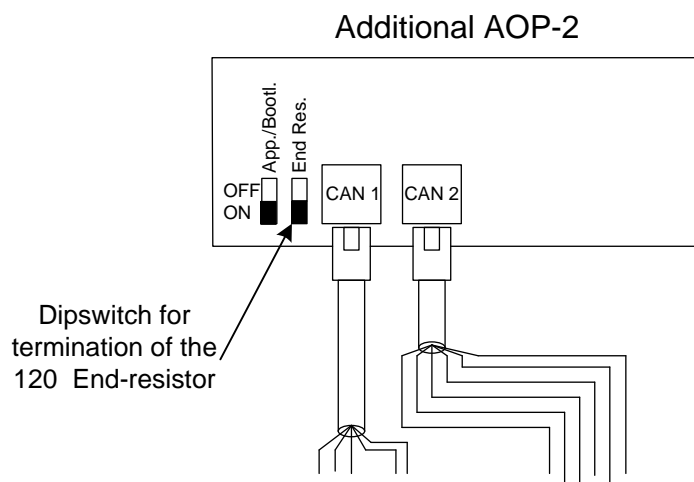 Additional AOP-2
App./Bootl.
End Res.
OFF
ON
CAN 1
CAN 2
Dipswitch for
termination of the
120 End-resistor